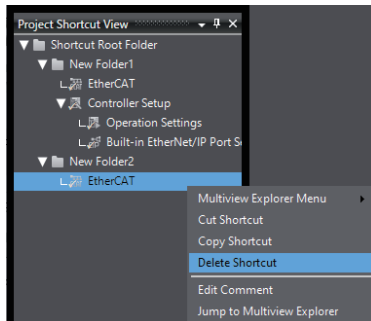 Project Shortcut View
Shortcut Root Folder
New Folder1
EtherCAT
Controller Setup
Operation Settings
Built-in EtherNet/IP Port S
New Folder2
EtherCAT
Multiview Explorer Menu
Cut Shortcut
Copy Shortcut
Delete Shortcut
Edit Comment
Jump to Multiview Explorer